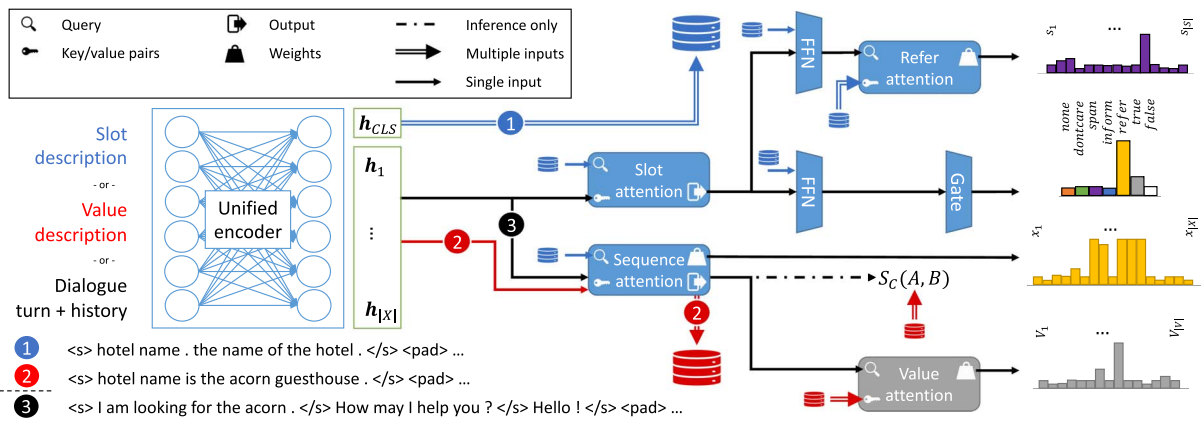 Query
Output
Inference only
Key/value pairs
Weights
Multiple inputs
Single input
Slot
description
- or -
Value
description
- or -
Dialogue
turn + history
Unified
encoder
h_CLS
h_1
⋮
h_|X|
1
2
3
2
Slot
attention
Sequence
attention
FFN
FFN
Refer
attention
Gate
S_C(A, B)
Value
attention
s_1 ... s_|S|
none
dontcare
span
inform
refer
true
false
x_1 ... x_|X|
V_1 ... V_|V|
1 <s> hotel name . the name of the hotel . </s> <pad> ...
2 <s> hotel name is the acorn guesthouse . </s> <pad> ...
3 <s> I am looking for the acorn . </s> How may I help you ? </s> Hello ! </s> <pad> ...